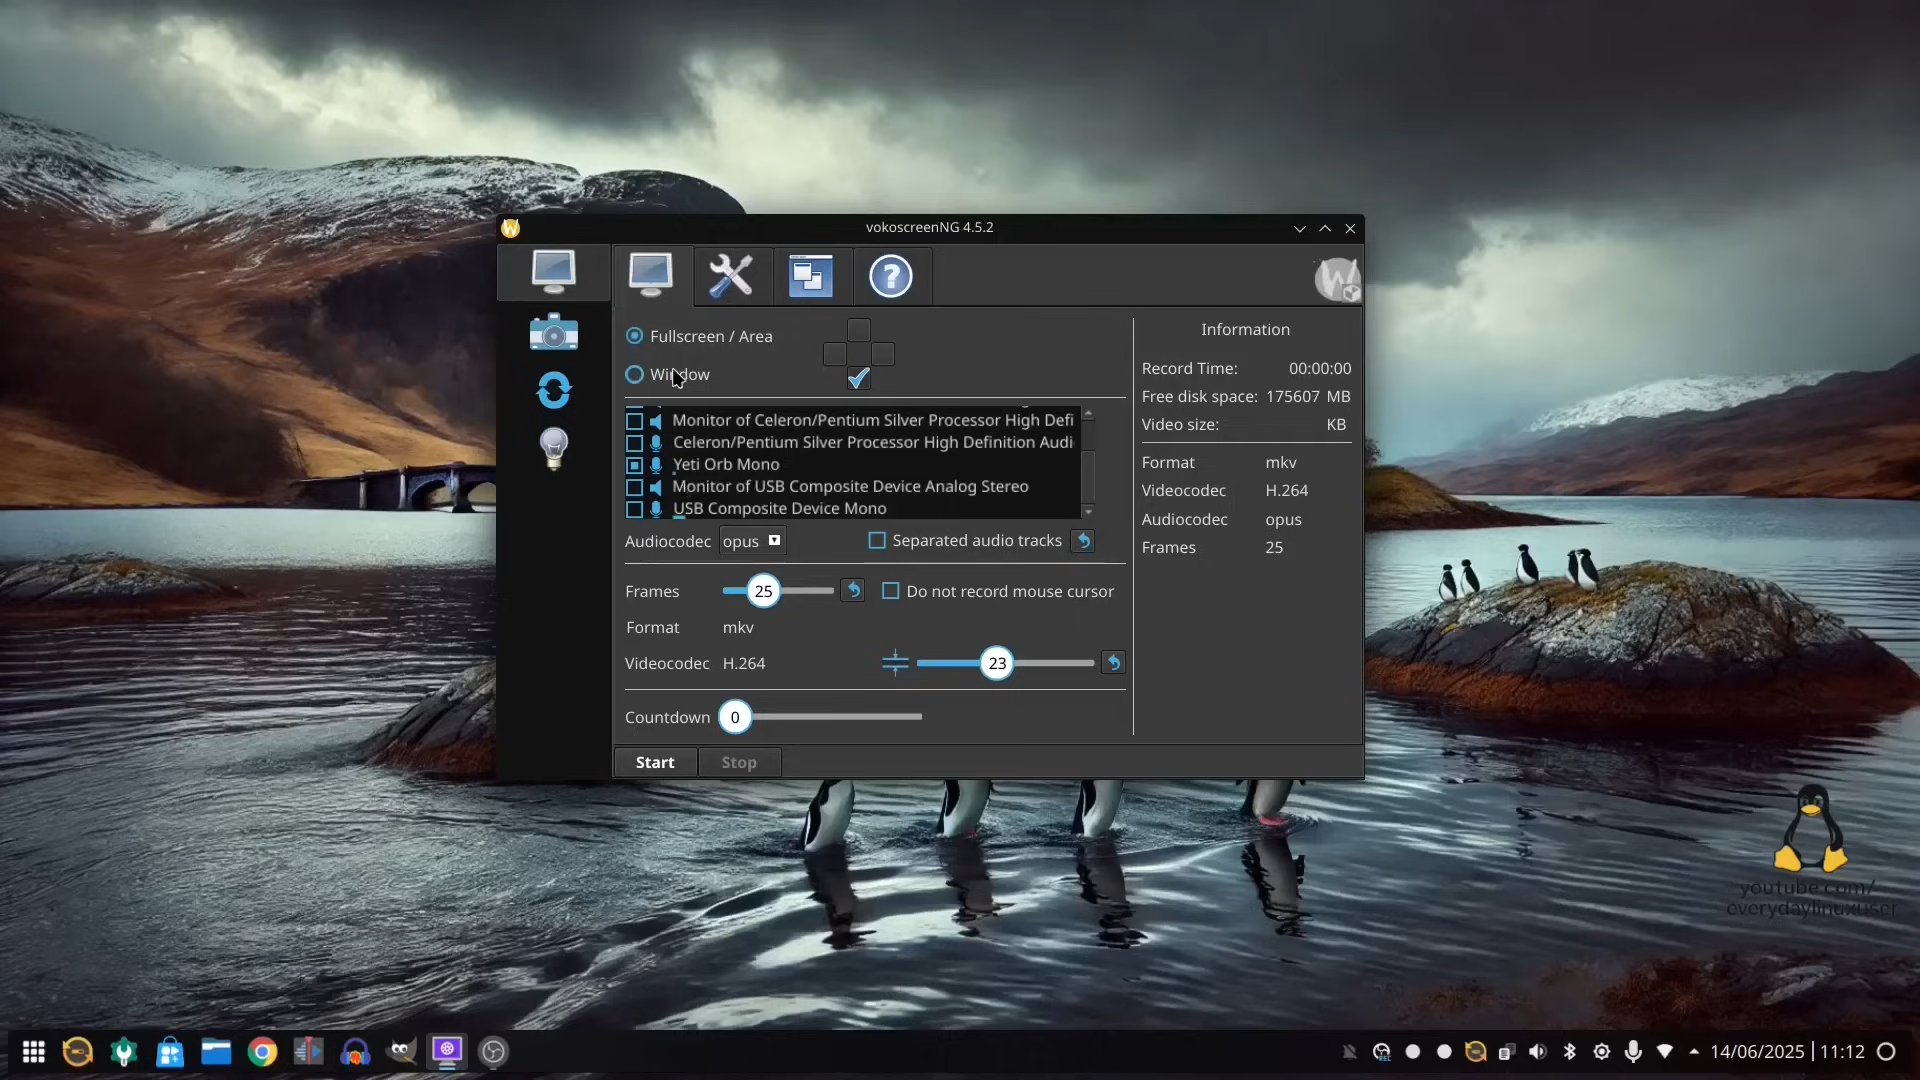 vokoscreenNG 4.5.2
Fullscreen / Area
Window
Monitor of Celeron/Pentium Silver Processor High Defi
Celeron/Pentium Silver Processor High Definition Audi
Yeti Orb Mono
Monitor of USB Composite Device Analog Stereo
USB Composite Device Mono
Audiocodec opus Separated audio tracks
Frames 25 Do not record mouse cursor
Format mkv
Videocodec H.264 23
Countdown 0
Start Stop
Information
Record Time: 00:00:00
Free disk space: 175607 MB
Video size: KB
Format mkv
Videocodec H.264
Audiocodec opus
Frames 25
youtube.com/
everydaylinuxuser
REC
14/06/2025 11:12